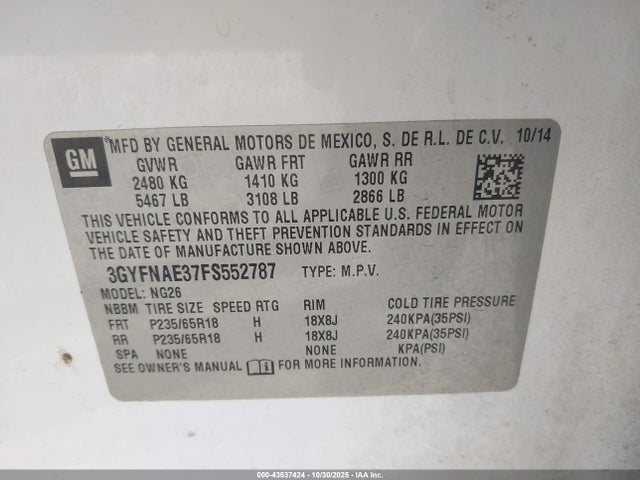 GM
MFD BY GENERAL MOTORS DE MEXICO, S. DE R.L. DE C.V. 10/14
GVWR GAWR FRT GAWR RR
2480 KG 1410 KG 1300 KG
5467 LB 3108 LB 2866 LB
THIS VEHICLE CONFORMS TO ALL APPLICABLE U.S. FEDERAL MOTOR
VEHICLE SAFETY AND THEFT PREVENTION STANDARDS IN EFFECT ON
THE DATE OF MANUFACTURE SHOWN ABOVE.
3GYFNAE37FS552787 TYPE: M.P.V.
MODEL: NG26
NBBM TIRE SIZE SPEED RTG RIM COLD TIRE PRESSURE
FRT P235/65R18 H 18X8J 240KPA(35PSI)
RR P235/65R18 H 18X8J 240KPA(35PSI)
SPA NONE NONE KPA(PSI)
SEE OWNER'S MANUAL FOR MORE INFORMATION.
000-43537424 | 10/30/2025 - IAAI.COM